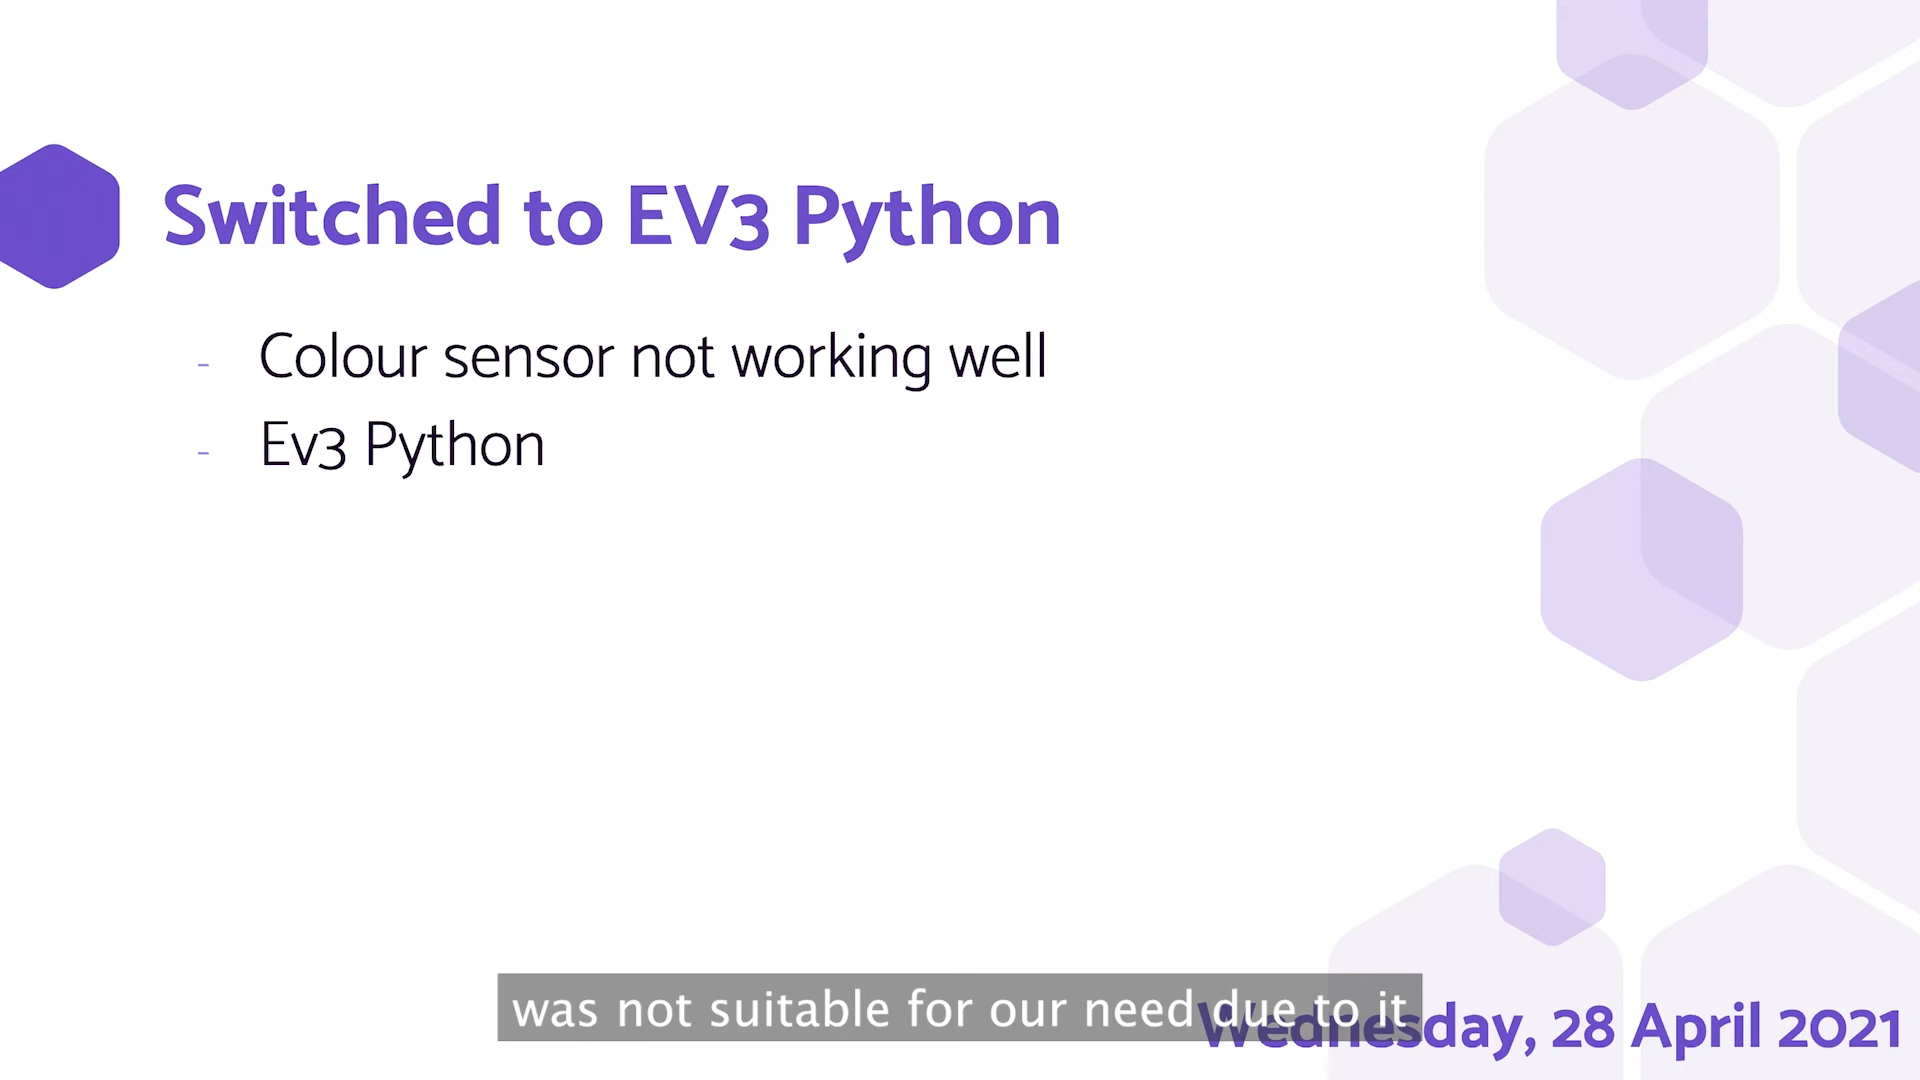 Switched to EV3 Python
- Colour sensor not working well
- Ev3 Python
was not suitable for our need due to it
Wednesday, 28 April 2021